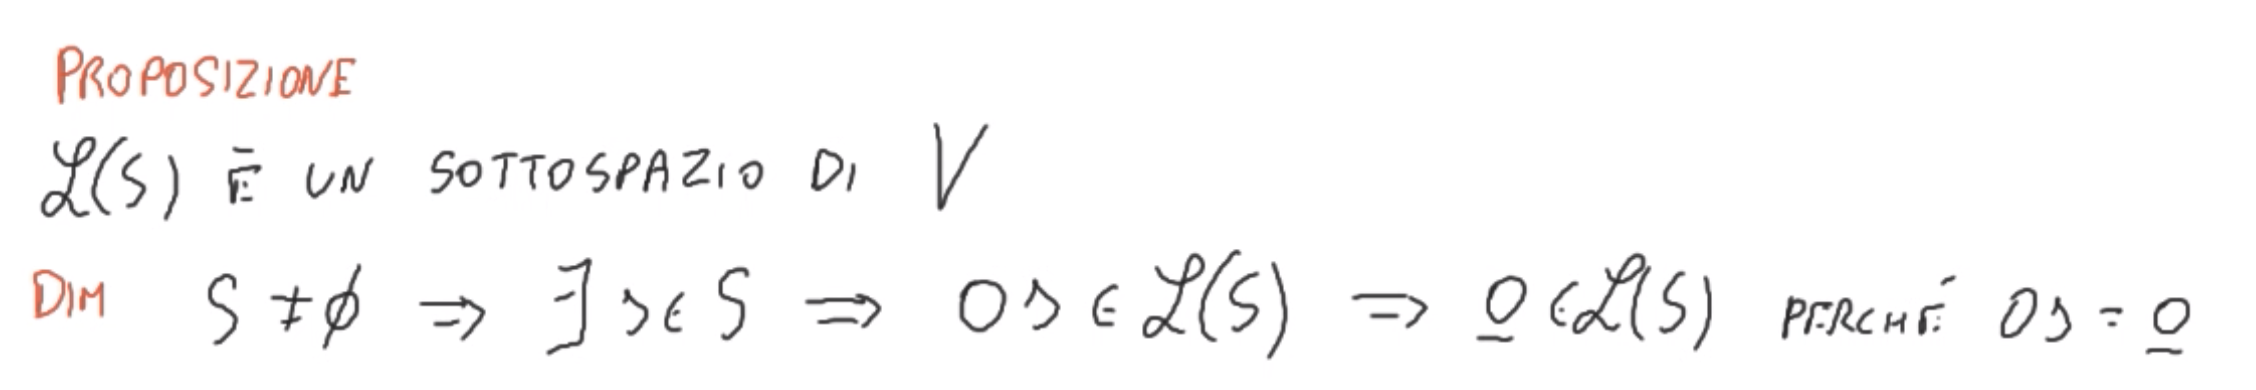 PROPOSIZIONE
ℒ(S) È UN SOTTOSPAZIO DI V
DIM S ≠ ∅ ⇒ ∃ s ∈ S ⇒ 0s ∈ ℒ(S) ⇒ 0̲ ∈ ℒ(S) PERCHÉ 0s = 0̲